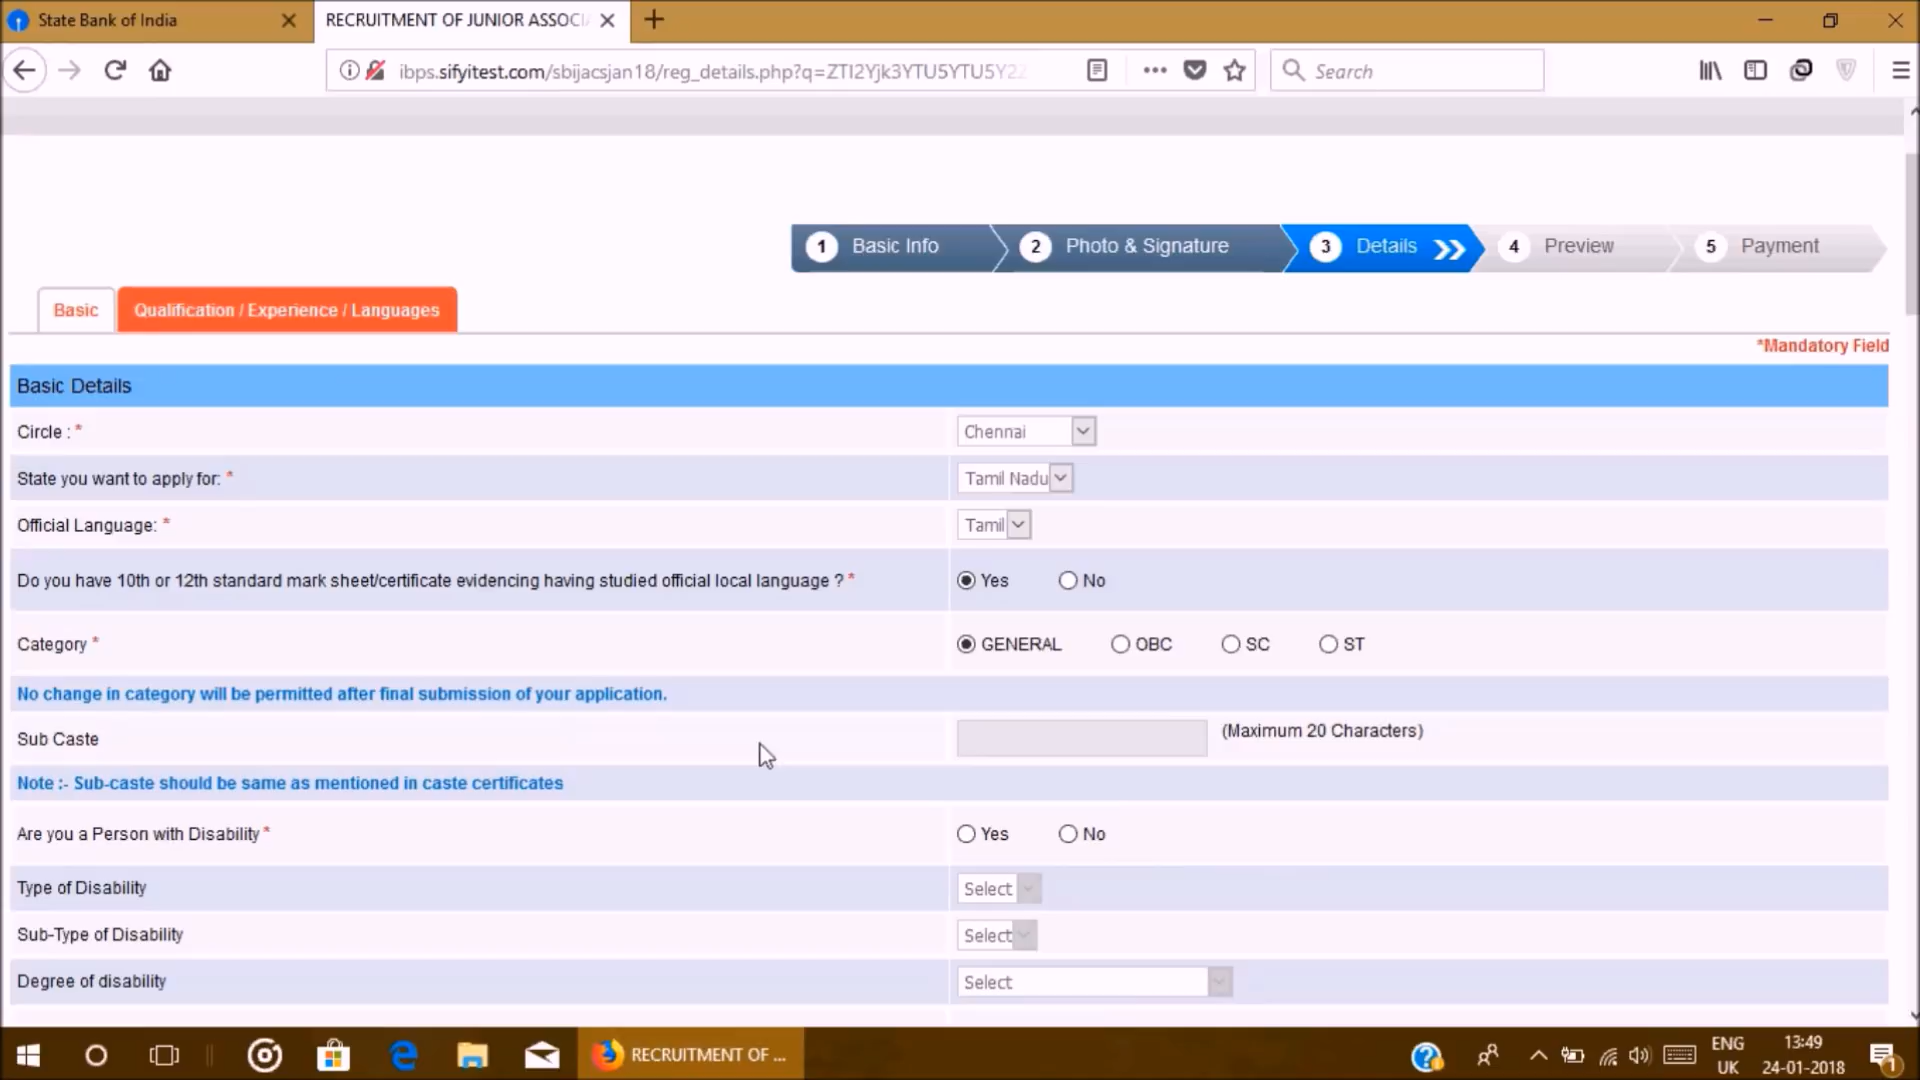 State Bank of India
RECRUITMENT OF JUNIOR ASSOCI
ibps.sifyitest.com/sbijacsjan18/reg_details.php?q=ZTI2Yjk3YTU5YTU5Y2
Search
1 Basic Info 2 Photo & Signature 3 Details 4 Preview 5 Payment
Basic Qualification / Experience / Languages
*Mandatory Field
Basic Details
Circle : * Chennai
State you want to apply for: * Tamil Nadu
Official Language: * Tamil
Do you have 10th or 12th standard mark sheet/certificate evidencing having studied official local language ? * Yes No
Category * GENERAL OBC SC ST
No change in category will be permitted after final submission of your application.
Sub Caste (Maximum 20 Characters)
Note :- Sub-caste should be same as mentioned in caste certificates
Are you a Person with Disability * Yes No
Type of Disability Select
Sub-Type of Disability Select
Degree of disability Select
RECRUITMENT OF ...
ENG 13:49
UK 24-01-2018
1